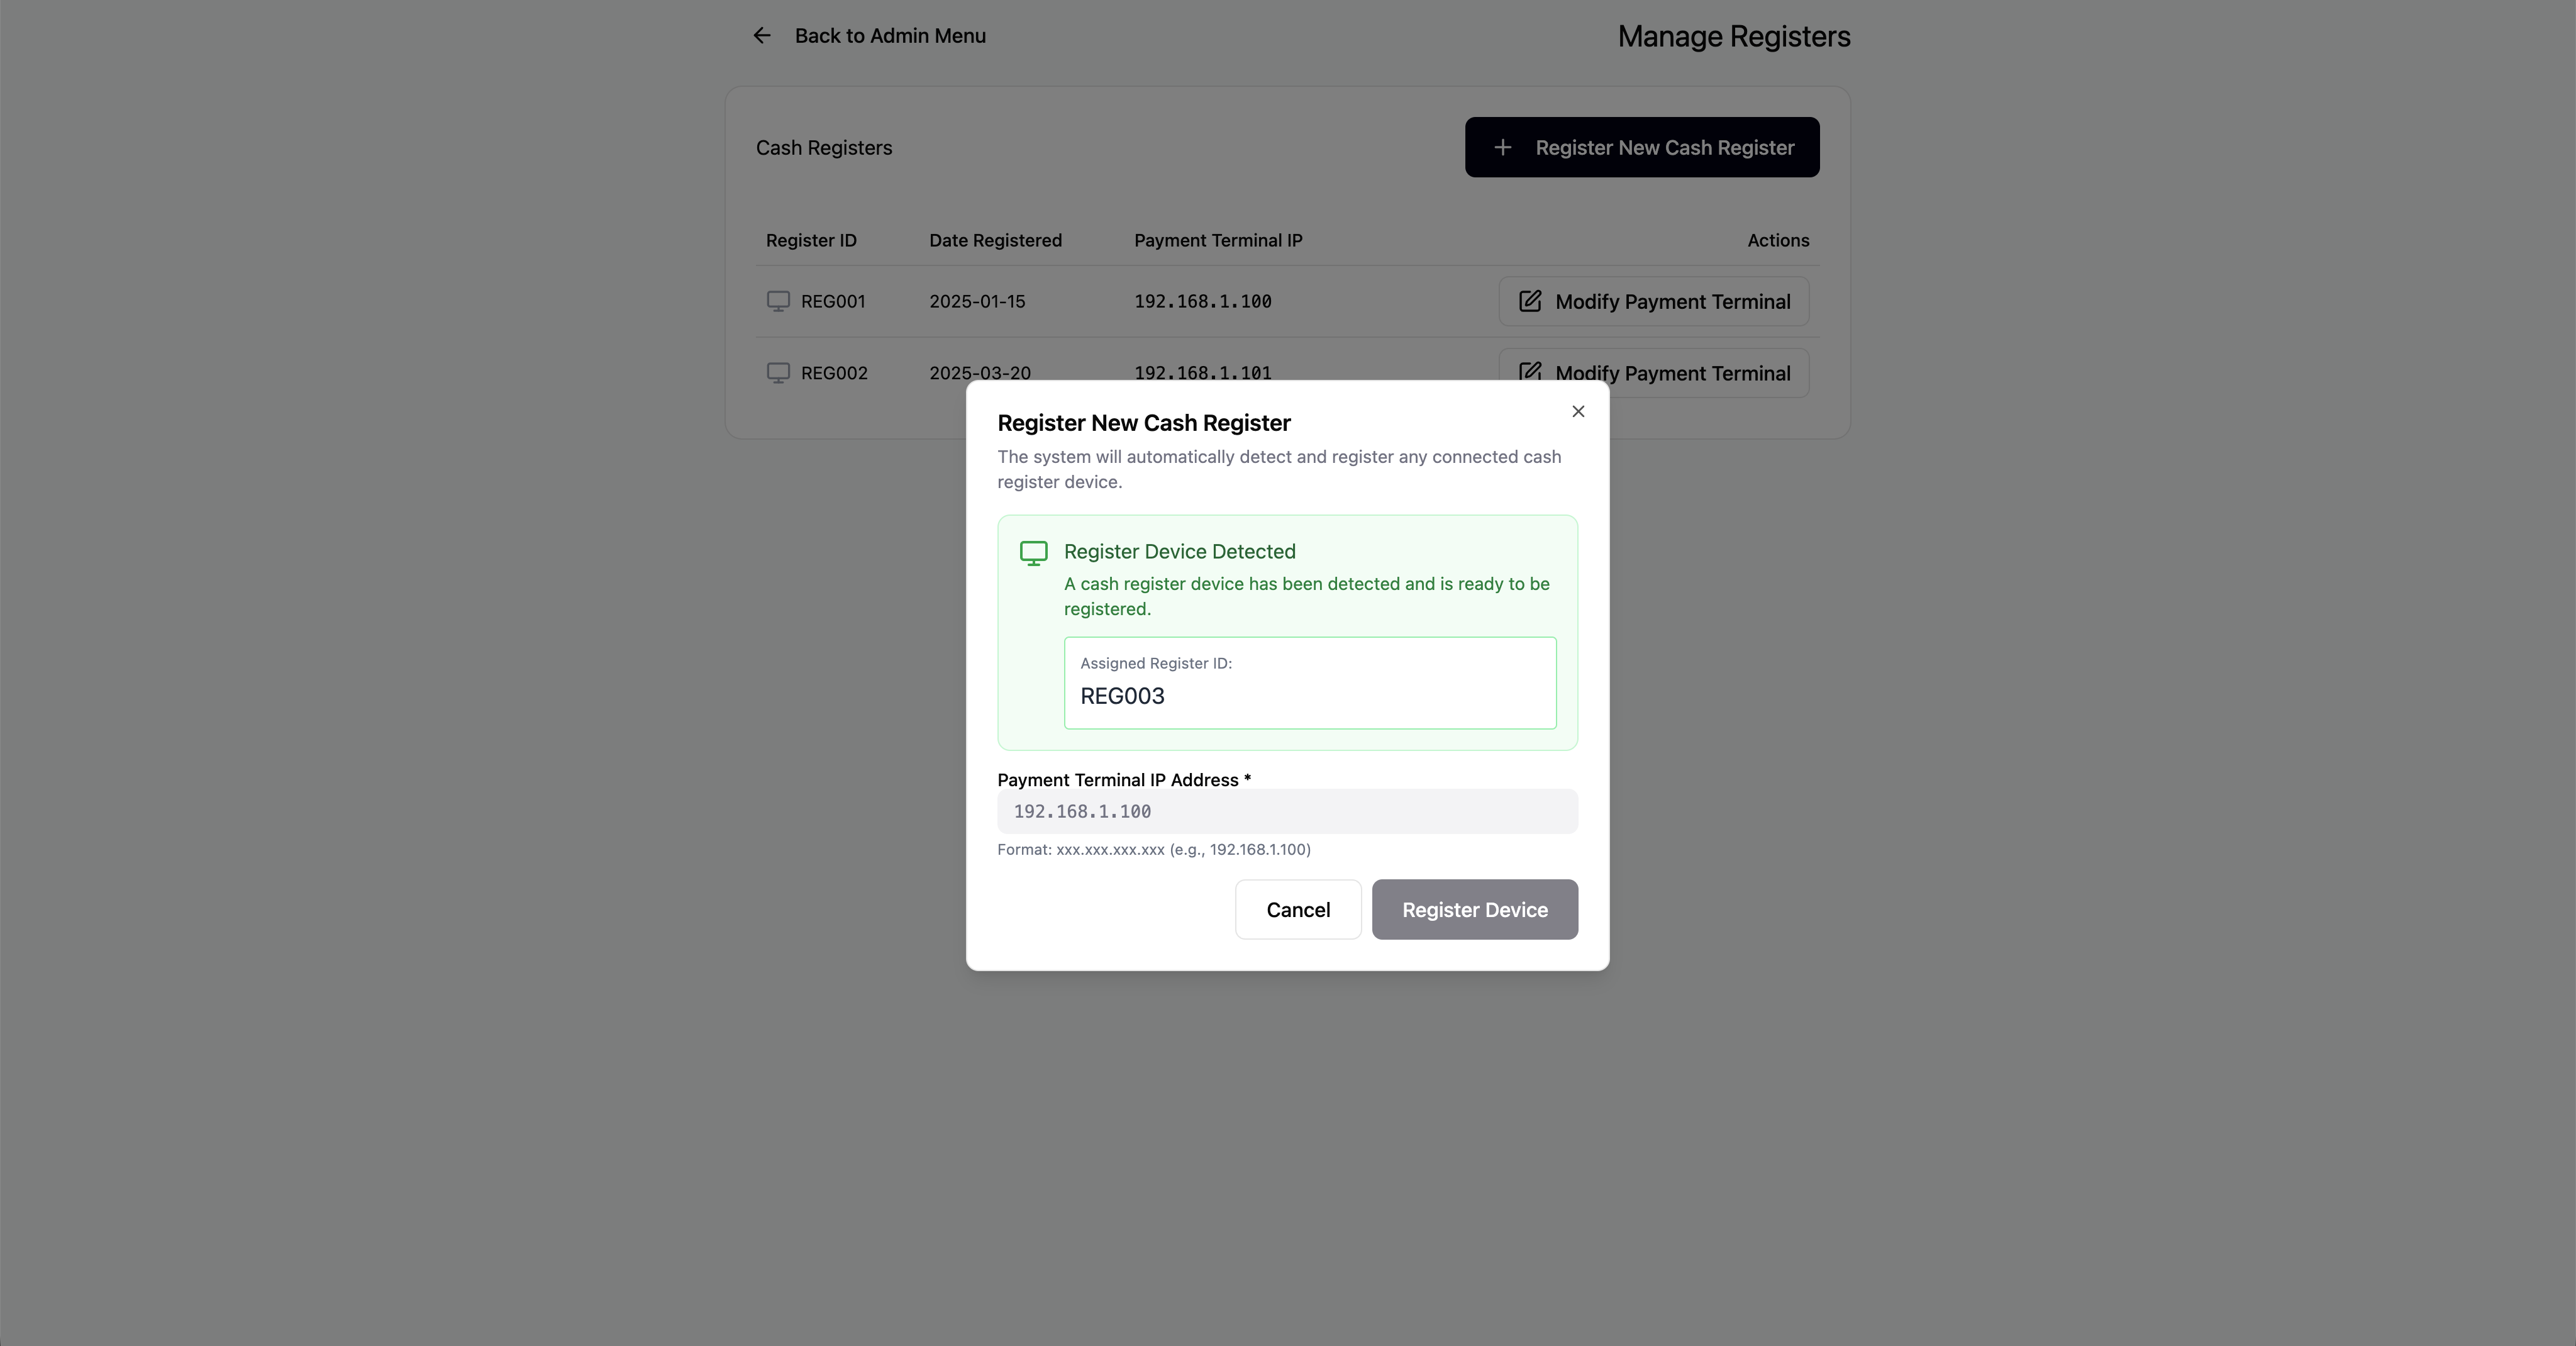 Back to Admin Menu
Manage Registers
Cash Registers
Register New Cash Register
Register ID Date Registered Payment Terminal IP Actions
REG001 2025-01-15 192.168.1.100 Modify Payment Terminal
REG002 2025-03-20 192.168.1.101 Modify Payment Terminal
Register New Cash Register
The system will automatically detect and register any connected cash
register device.
Register Device Detected
A cash register device has been detected and is ready to be
registered.
Assigned Register ID:
REG003
Payment Terminal IP Address *
192.168.1.100
Format: xxx.xxx.xxx.xxx (e.g., 192.168.1.100)
Cancel Register Device